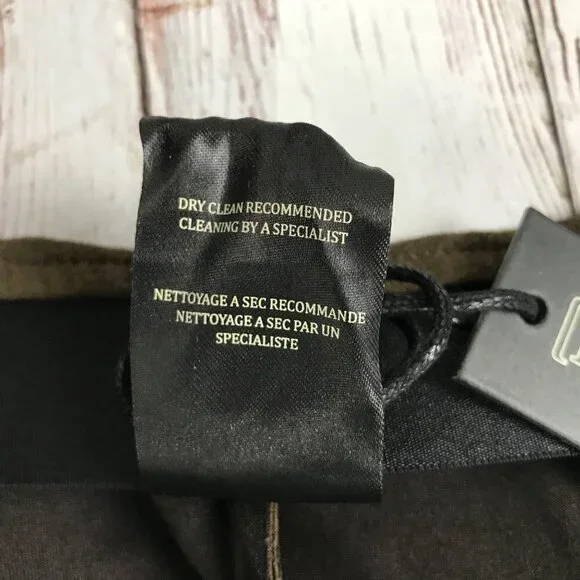 DRY CLEAN RECOMMENDED
CLEANING BY A SPECIALIST
NETTOYAGE A SEC RECOMMANDE
NETTOYAGE A SEC PAR UN
SPECIALISTE